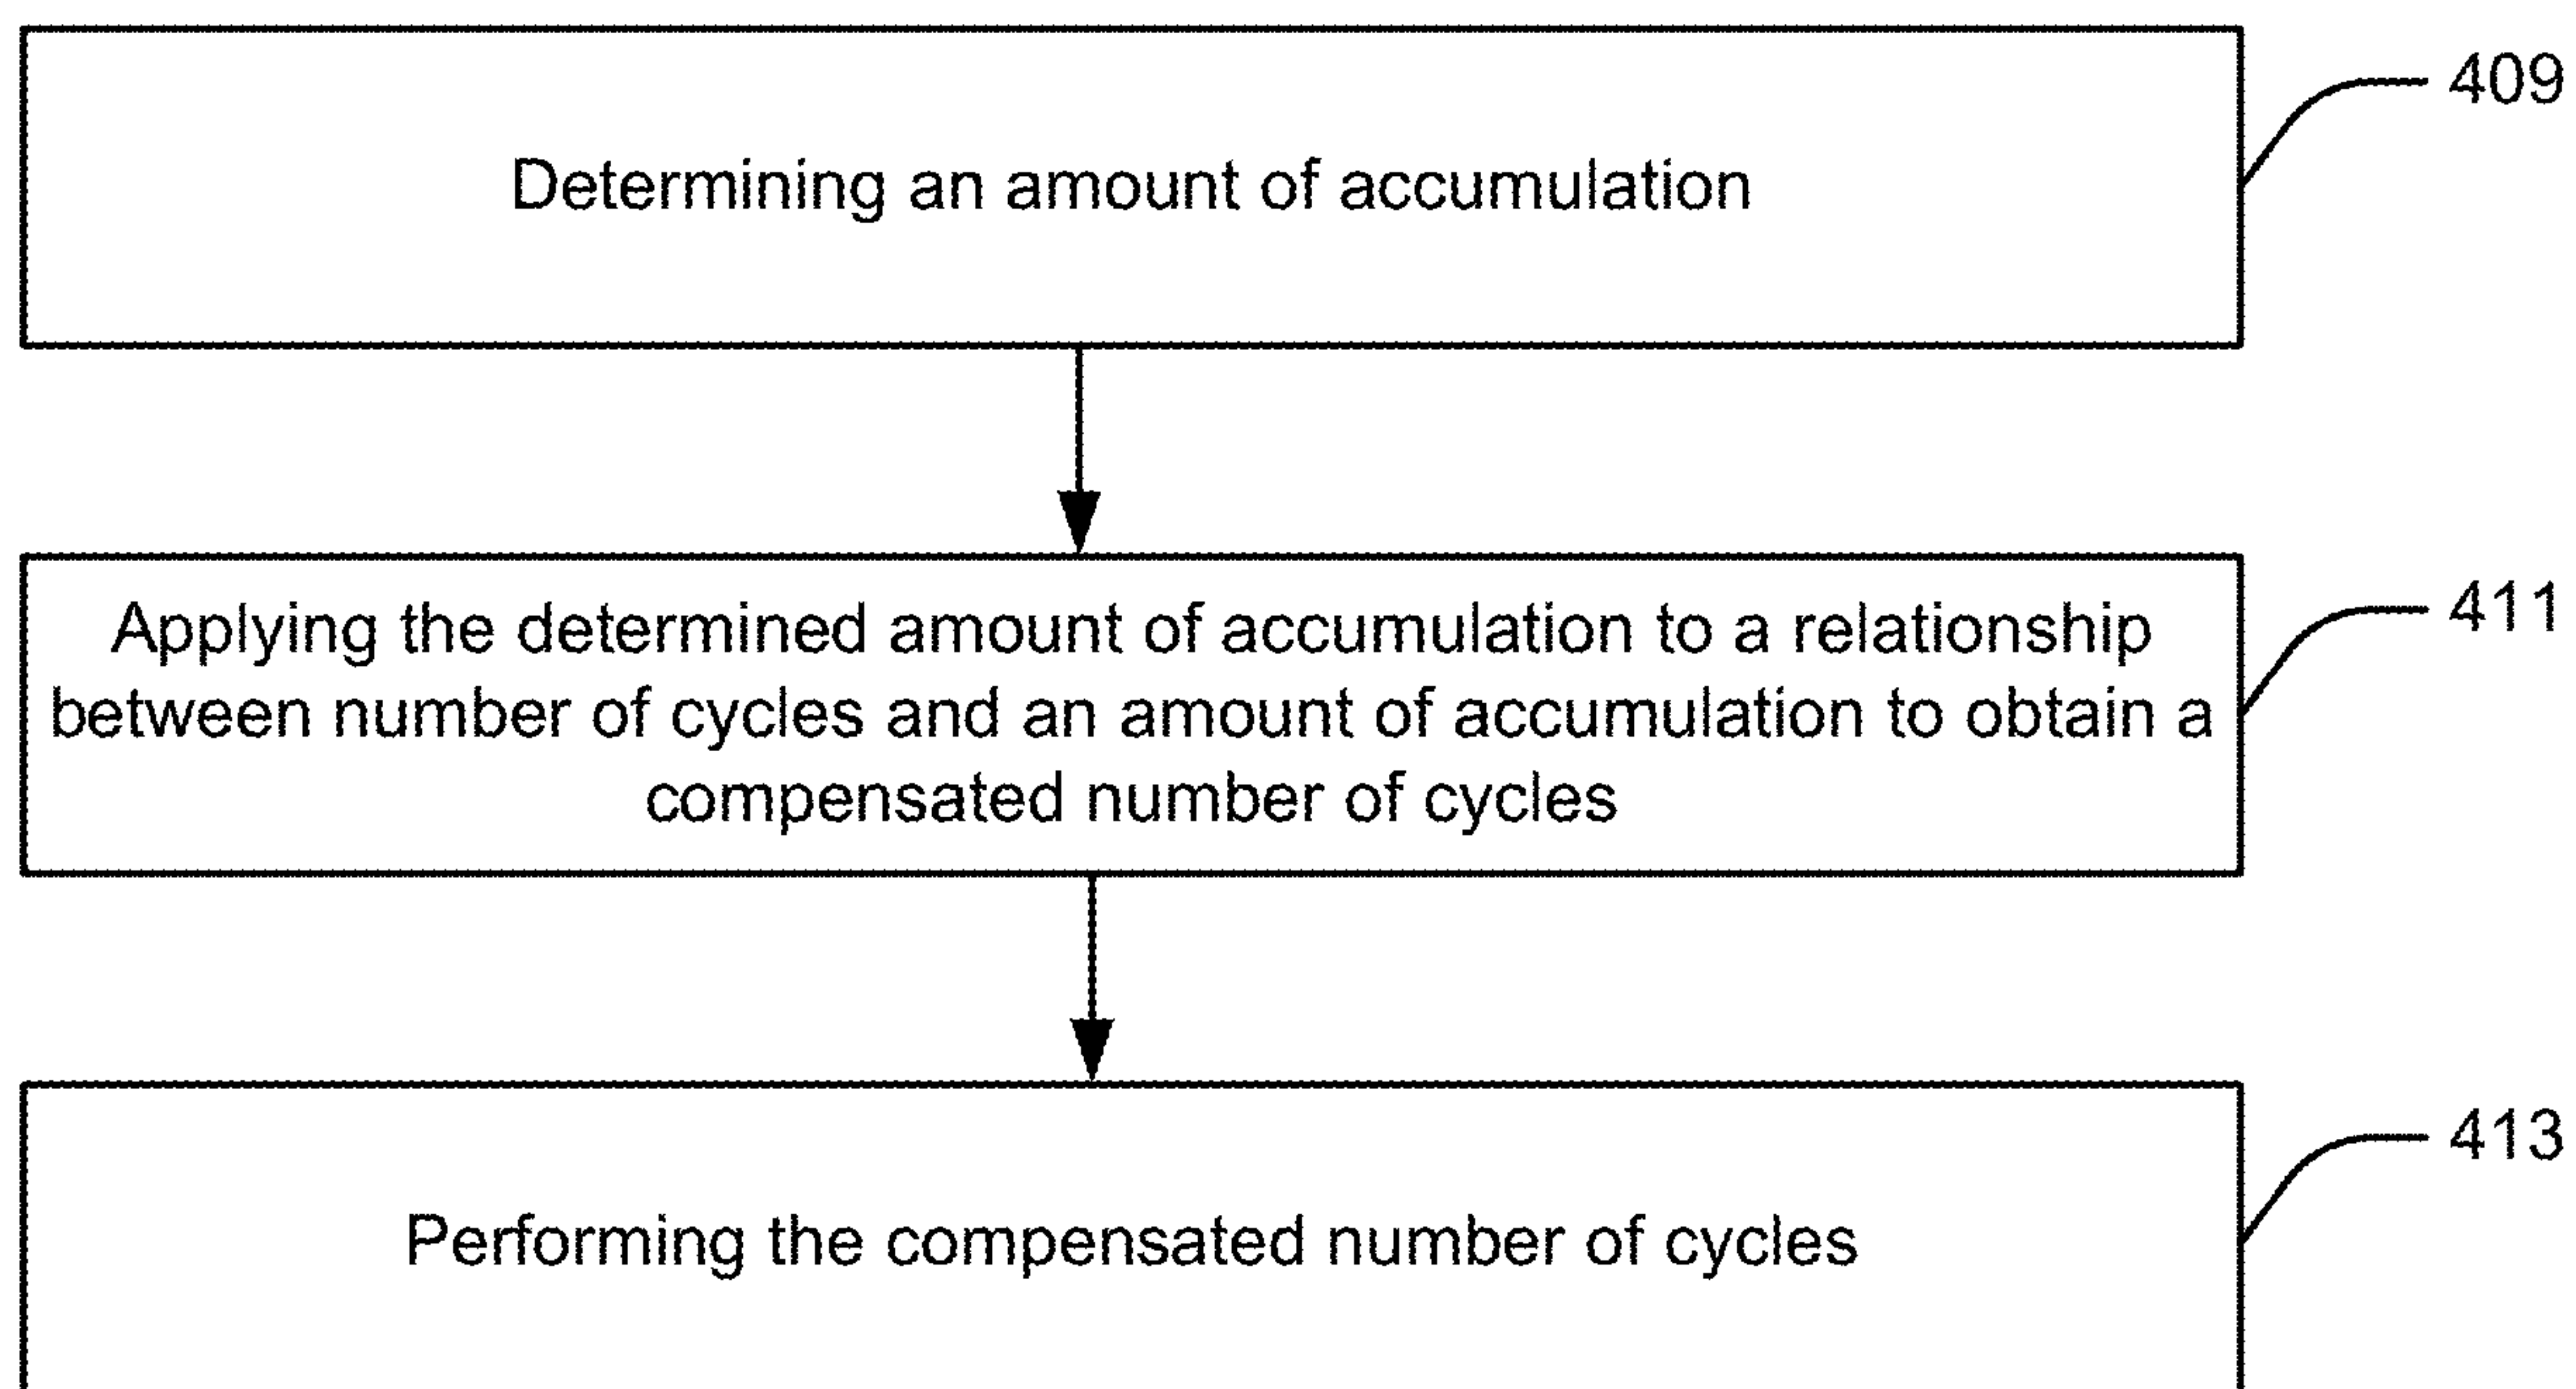 409
Determining an amount of accumulation
411
Applying the determined amount of accumulation to a relationship
between number of cycles and an amount of accumulation to obtain a
compensated number of cycles
413
Performing the compensated number of cycles